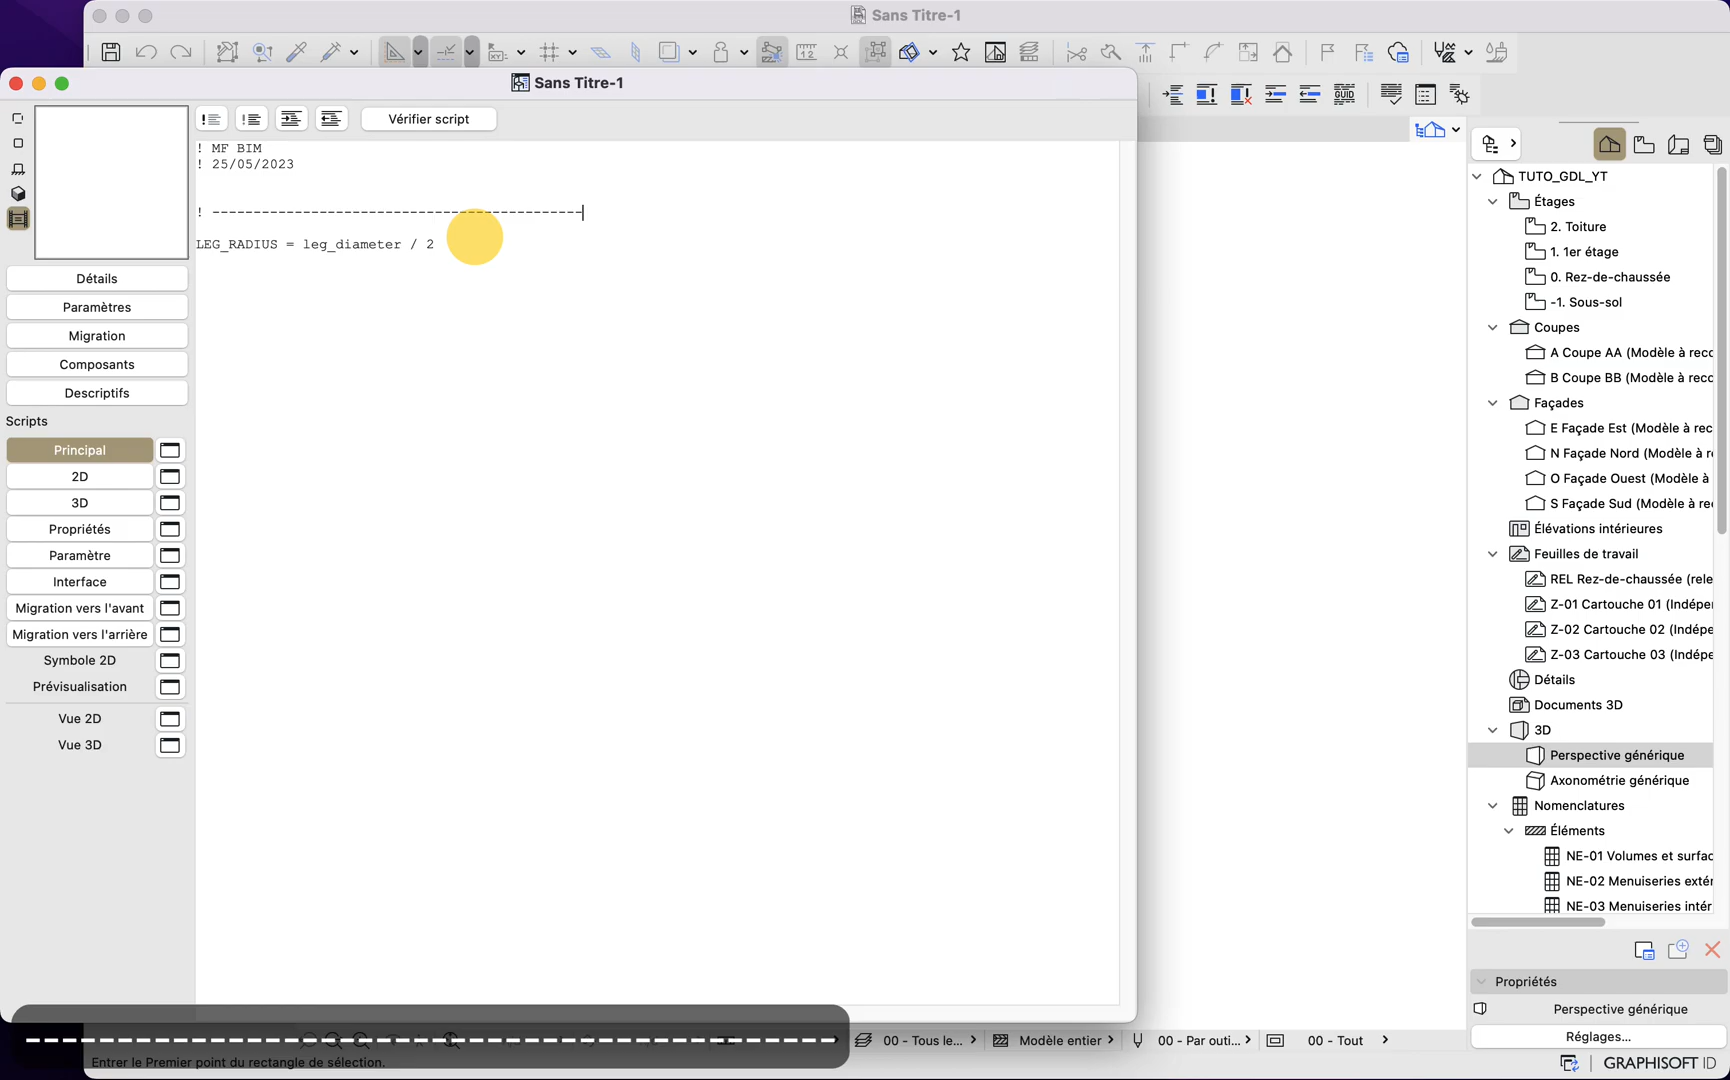 Sans Titre-1
Sans Titre-1
Vérifier script
! MF BIM
! 25/05/2023
! ---------------------------------------------
LEG_RADIUS = leg_diameter / 2
Détails
Paramètres
Migration
Composants
Descriptifs
Scripts
Principal
2D
3D
Propriétés
Paramètre
Interface
Migration vers l'avant
Migration vers l'arrière
Symbole 2D
Prévisualisation
Vue 2D
Vue 3D
TUTO_GDL_YT
Étages
2. Toiture
1. 1er étage
0. Rez-de-chaussée
-1. Sous-sol
Coupes
A Coupe AA (Modèle à reco
B Coupe BB (Modèle à reco
Façades
E Façade Est (Modèle à rec
N Façade Nord (Modèle à r
O Façade Ouest (Modèle à
S Façade Sud (Modèle à re
Élévations intérieures
Feuilles de travail
REL Rez-de-chaussée (rele
Z-01 Cartouche 01 (Indépe
Z-02 Cartouche 02 (Indépe
Z-03 Cartouche 03 (Indépe
Détails
Documents 3D
3D
Perspective générique
Axonométrie générique
Nomenclatures
Éléments
NE-01 Volumes et surfac
NE-02 Menuiseries extér
NE-03 Menuiseries intér
Propriétés
Perspective générique
Réglages...
00 - Tous le... Modèle entier 00 - Par outi... 00 - Tout
Entrer le Premier point du rectangle de sélection.
GRAPHISOFT ID